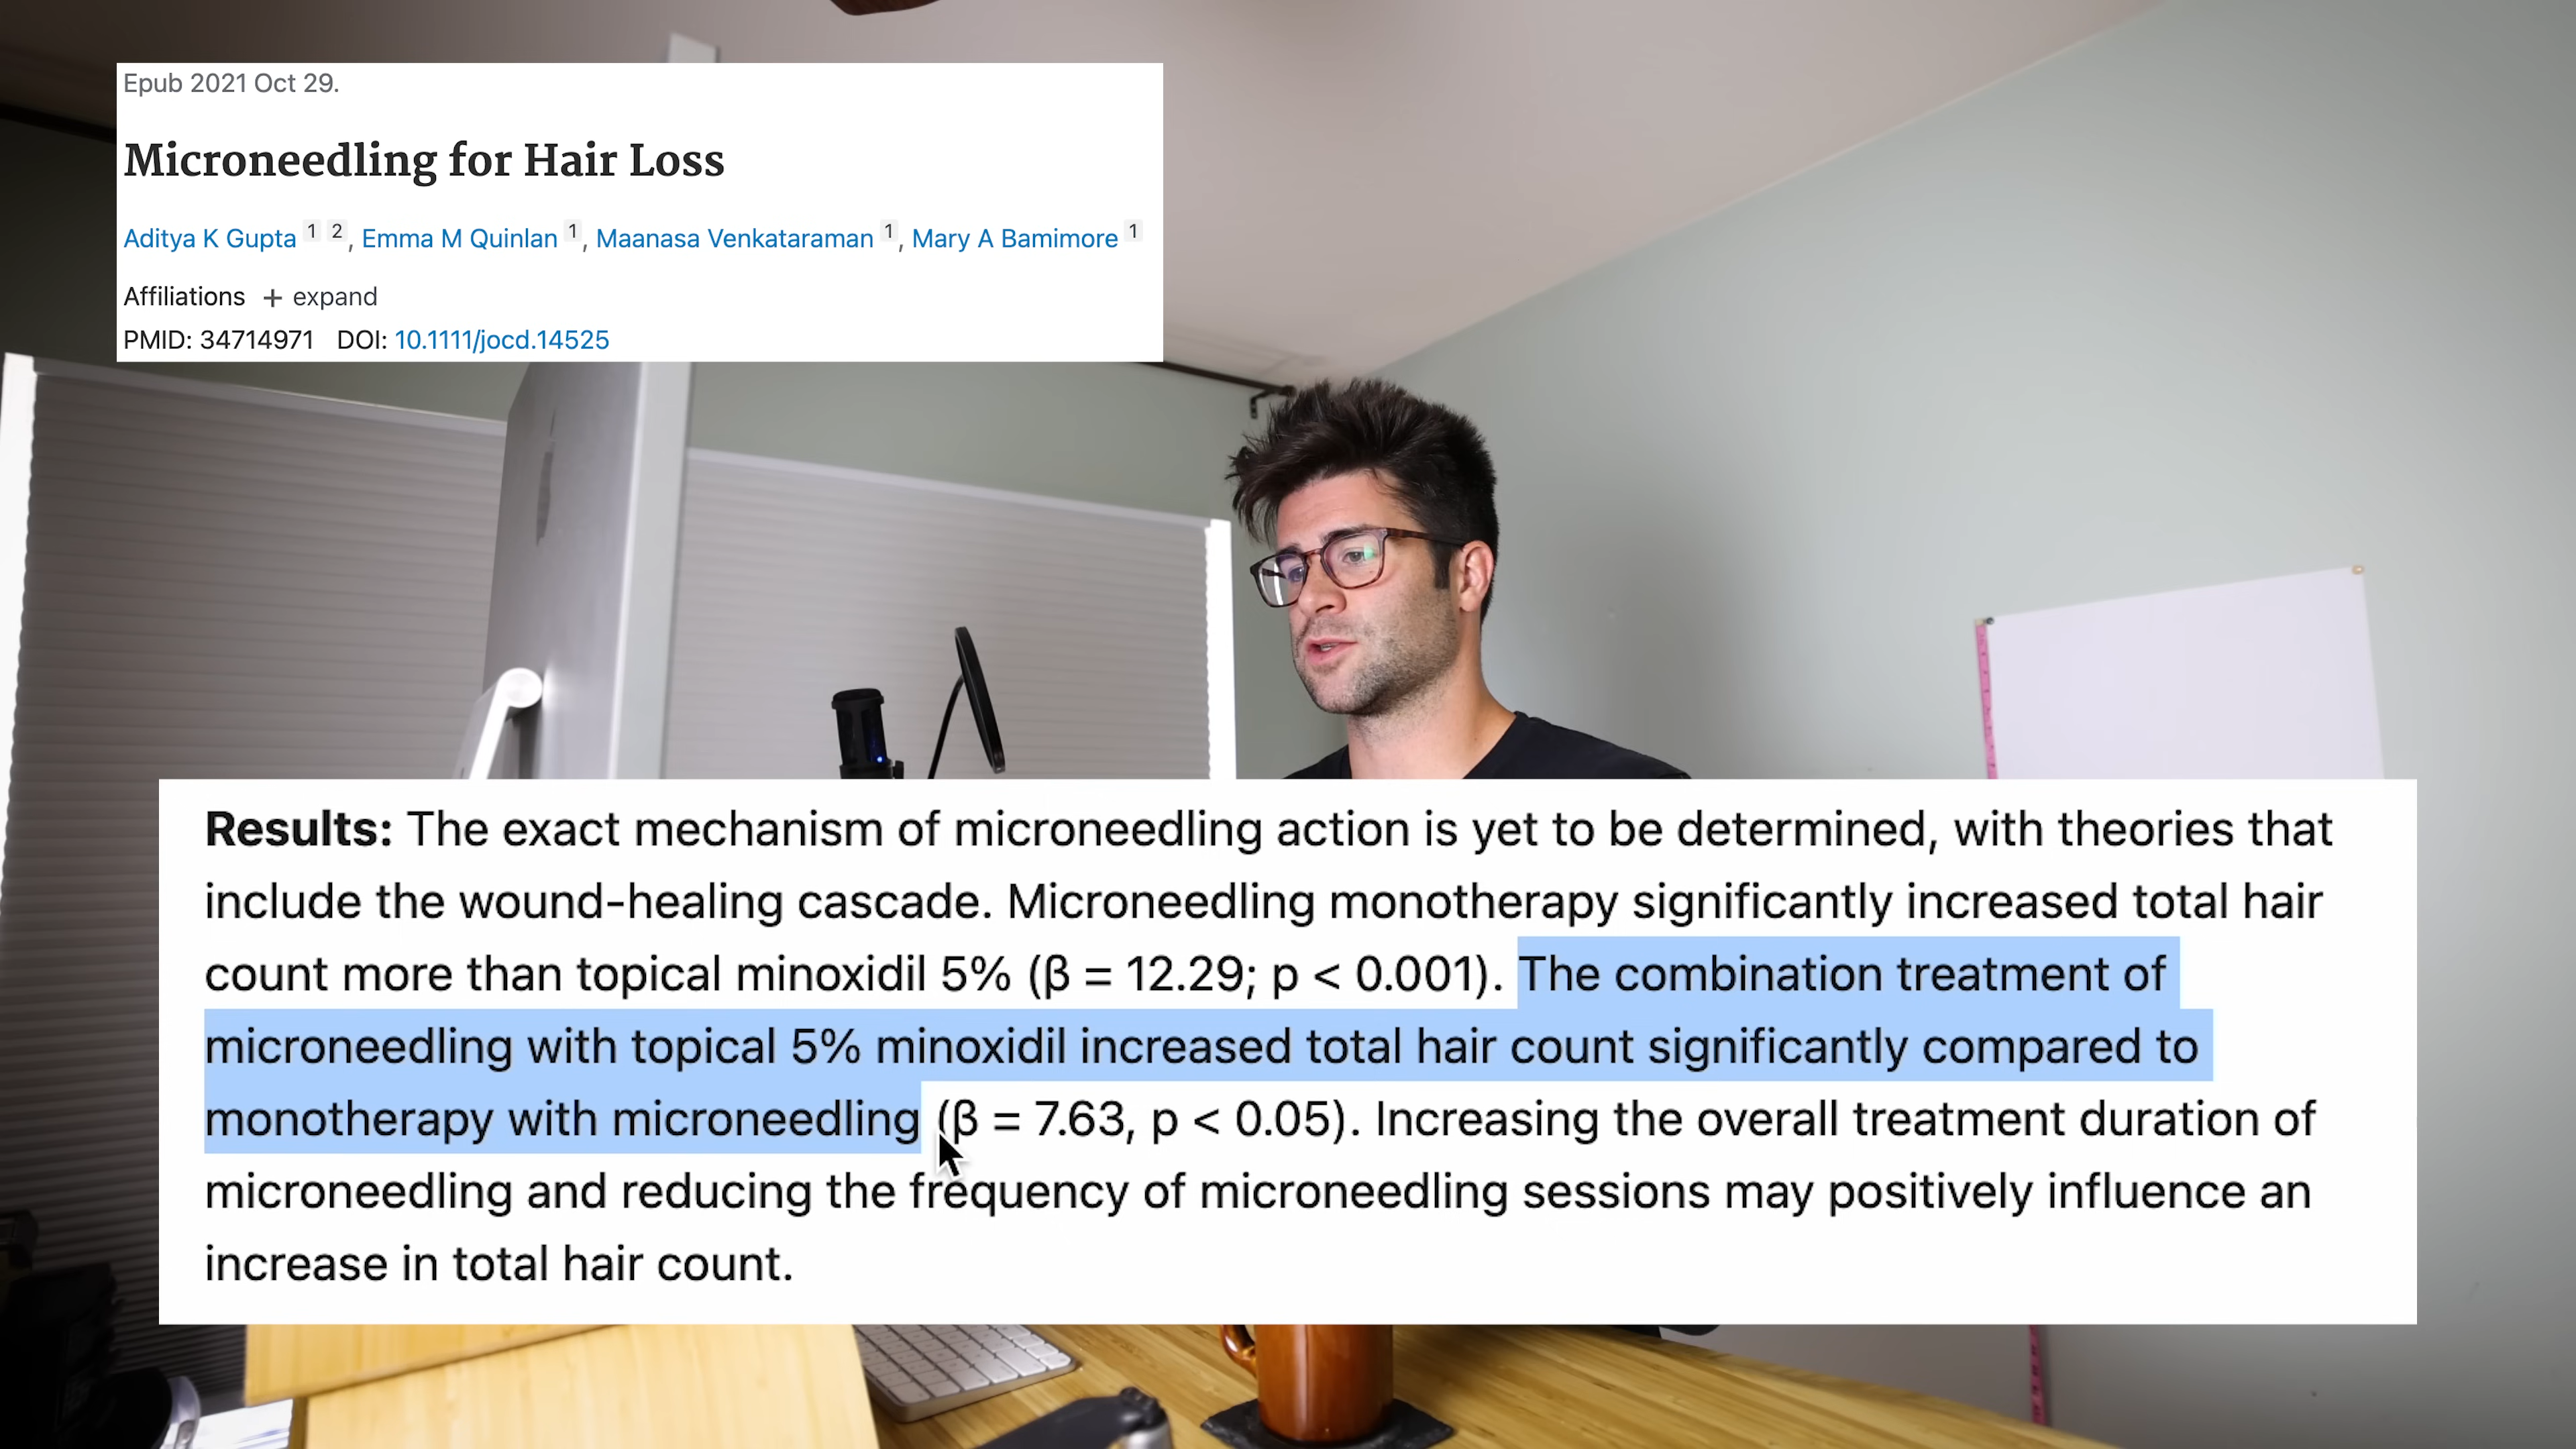 Epub 2021 Oct 29.
Microneedling for Hair Loss
Aditya K Gupta 1 2, Emma M Quinlan 1, Maanasa Venkataraman 1, Mary A Bamimore 1
Affiliations + expand
PMID: 34714971 DOI: 10.1111/jocd.14525
Results: The exact mechanism of microneedling action is yet to be determined, with theories that
include the wound-healing cascade. Microneedling monotherapy significantly increased total hair
count more than topical minoxidil 5% (β = 12.29; p < 0.001). The combination treatment of
microneedling with topical 5% minoxidil increased total hair count significantly compared to
monotherapy with microneedling (β = 7.63, p < 0.05). Increasing the overall treatment duration of
microneedling and reducing the frequency of microneedling sessions may positively influence an
increase in total hair count.